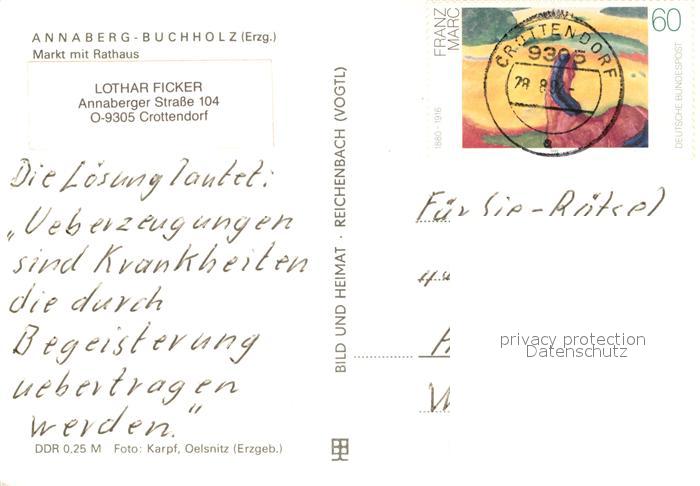 ANNABERG-BUCHHOLZ (Erzg.)
Markt mit Rathaus
LOTHAR FICKER
Annaberger Straße 104
O-9305 Crottendorf
Die Lösung lautet:
„Ueberzeugungen
sind Krankheiten
die durch
Begeisterung
uebertragen
werden."
DDR 0,25 M Foto: Karpf, Oelsnitz (Erzgeb.)
BILD UND HEIMAT · REICHENBACH (VOGTL)
FRANZ
MARC
1880 - 1916
60
DEUTSCHE BUNDESPOST
CROTTENDORF
9305
a
Für Sie-Rätsel
privacy protection
Datenschutz